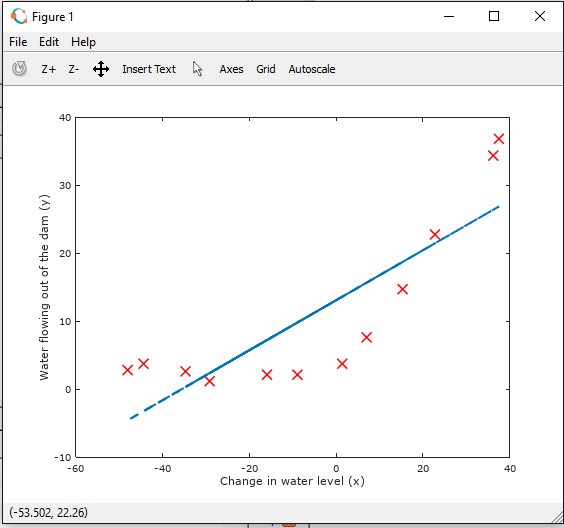 Figure 1
File Edit Help
Z+ Z- Insert Text Axes Grid Autoscale
40
30
20
10
0
-10
Water flowing out of the dam (y)
-60 -40 -20 0 20 40
Change in water level (x)
(-53.502, 22.26)